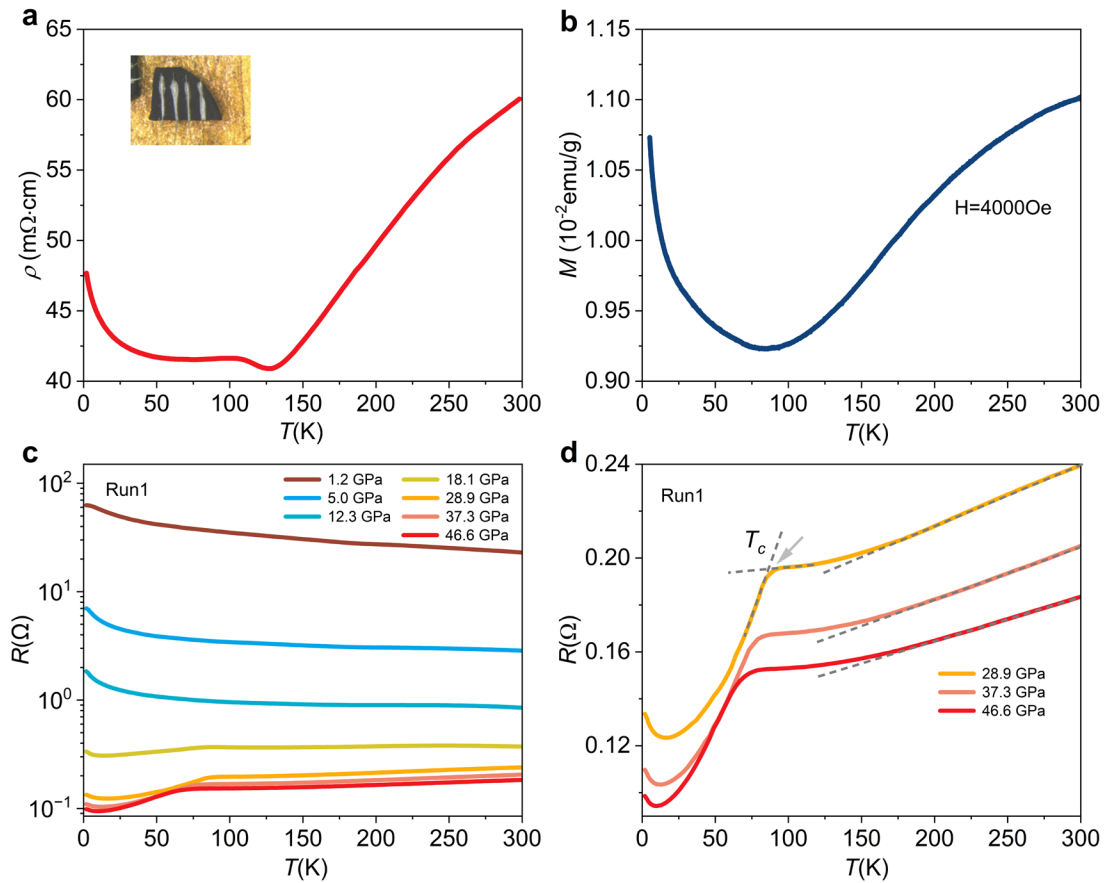 a
65
60
55
50
45
40
ρ (mΩ·cm)
0 50 100 150 200 250 300
T(K)
b
1.15
1.10
1.05
1.00
0.95
0.90
M (10⁻²emu/g)
H=4000Oe
0 50 100 150 200 250 300
T(K)
c
10²
10¹
10⁰
10⁻¹
R(Ω)
Run1
1.2 GPa
5.0 GPa
12.3 GPa
18.1 GPa
28.9 GPa
37.3 GPa
46.6 GPa
0 50 100 150 200 250 300
T(K)
d
0.24
0.20
0.16
0.12
R(Ω)
Run1
T_c
28.9 GPa
37.3 GPa
46.6 GPa
0 50 100 150 200 250 300
T(K)